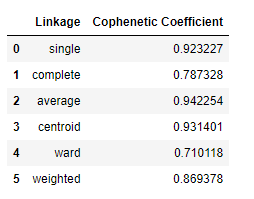 Linkage Cophenetic Coefficient
0 single 0.923227
1 complete 0.787328
2 average 0.942254
3 centroid 0.931401
4 ward 0.710118
5 weighted 0.869378